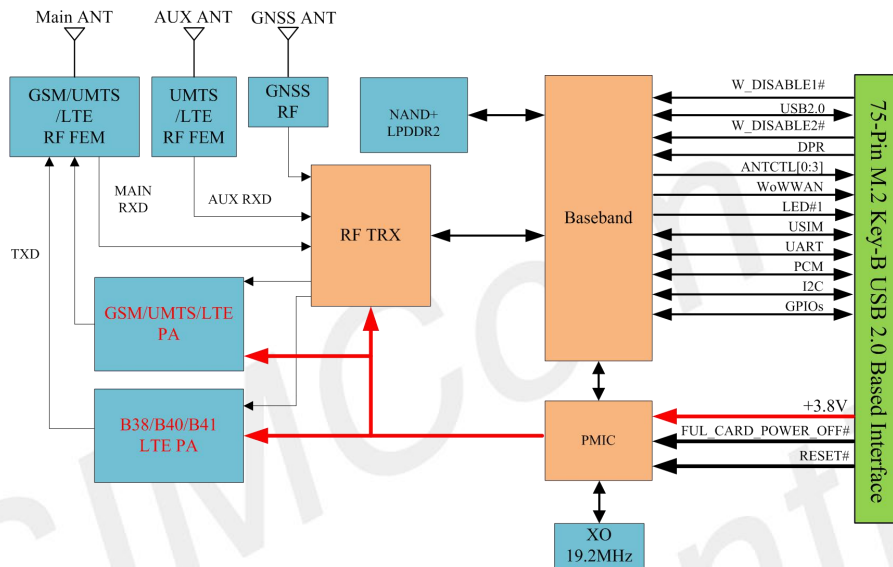 Main ANT
AUX ANT
GNSS ANT
GSM/UMTS
/LTE
RF FEM
UMTS
/LTE
RF FEM
GNSS
RF
NAND+
LPDDR2
MAIN
RXD
AUX RXD
TXD
RF TRX
Baseband
GSM/UMTS/LTE
PA
B38/B40/B41
LTE PA
PMIC
XO
19.2MHz
W_DISABLE1#
USB2.0
W_DISABLE2#
DPR
ANTCTL[0:3]
WoWWAN
LED#1
USIM
UART
PCM
I2C
GPIOs
+3.8V
FUL_CARD_POWER_OFF#
RESET#
75-Pin M.2 Key-B USB 2.0 Based Interface